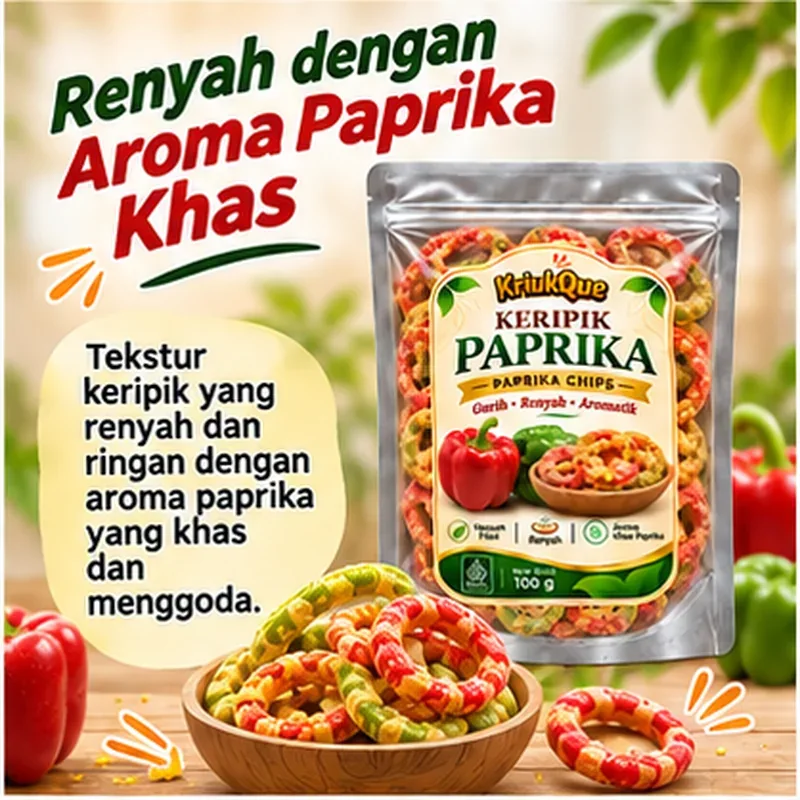 Renyah dengan
Aroma Paprika
Khas
Tekstur
keripik yang
renyah dan
ringan dengan
aroma paprika
yang khas
dan
menggoda.
KriukQue
KERIPIK
PAPRIKA
PAPRIKA CHIPS
Gurih • Renyah • Aromatik
Renyah
100 g